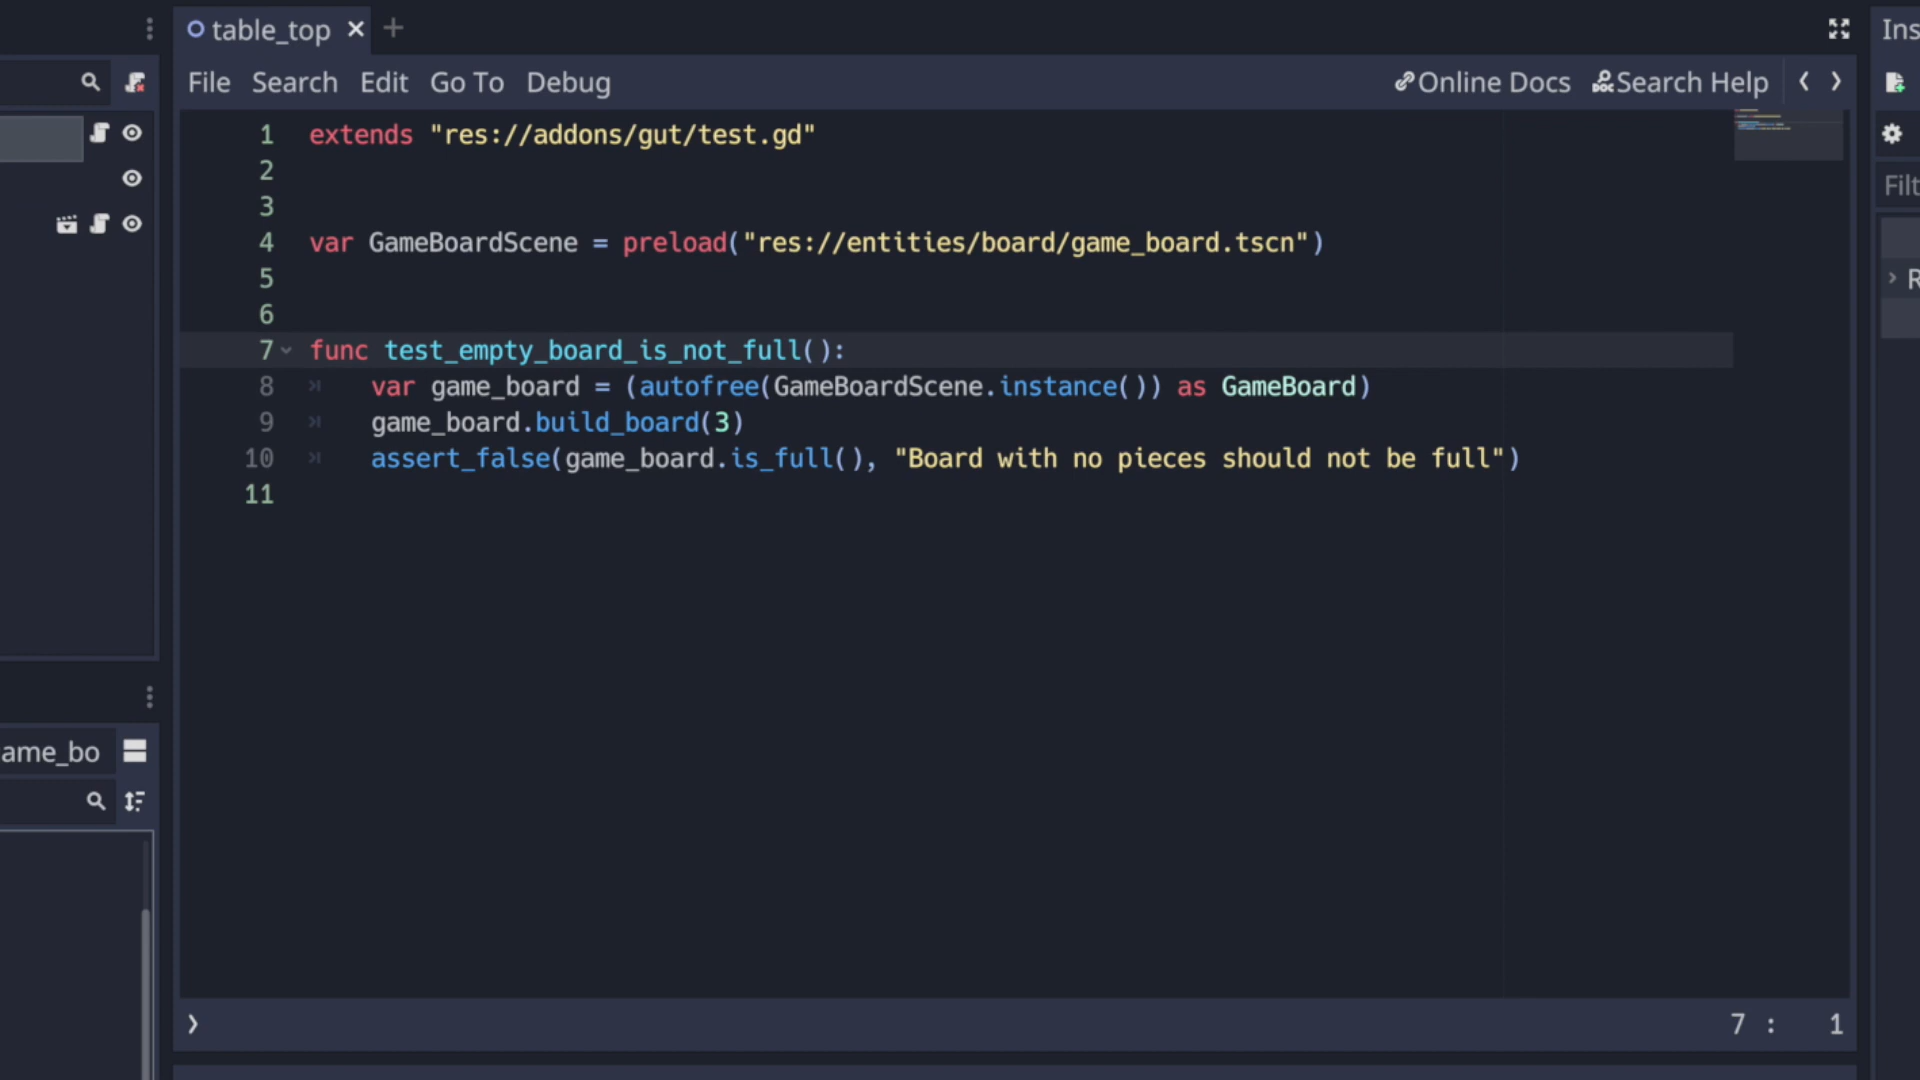 table_top
Ins
File Search Edit Go To Debug
Online Docs Search Help
1 extends "res://addons/gut/test.gd"
2
3
4 var GameBoardScene = preload("res://entities/board/game_board.tscn")
5
6
7 func test_empty_board_is_not_full():
8 var game_board = (autofree(GameBoardScene.instance()) as GameBoard)
9 game_board.build_board(3)
10 assert_false(game_board.is_full(), "Board with no pieces should not be full")
11
Filt
R
ame_bo
7 : 1